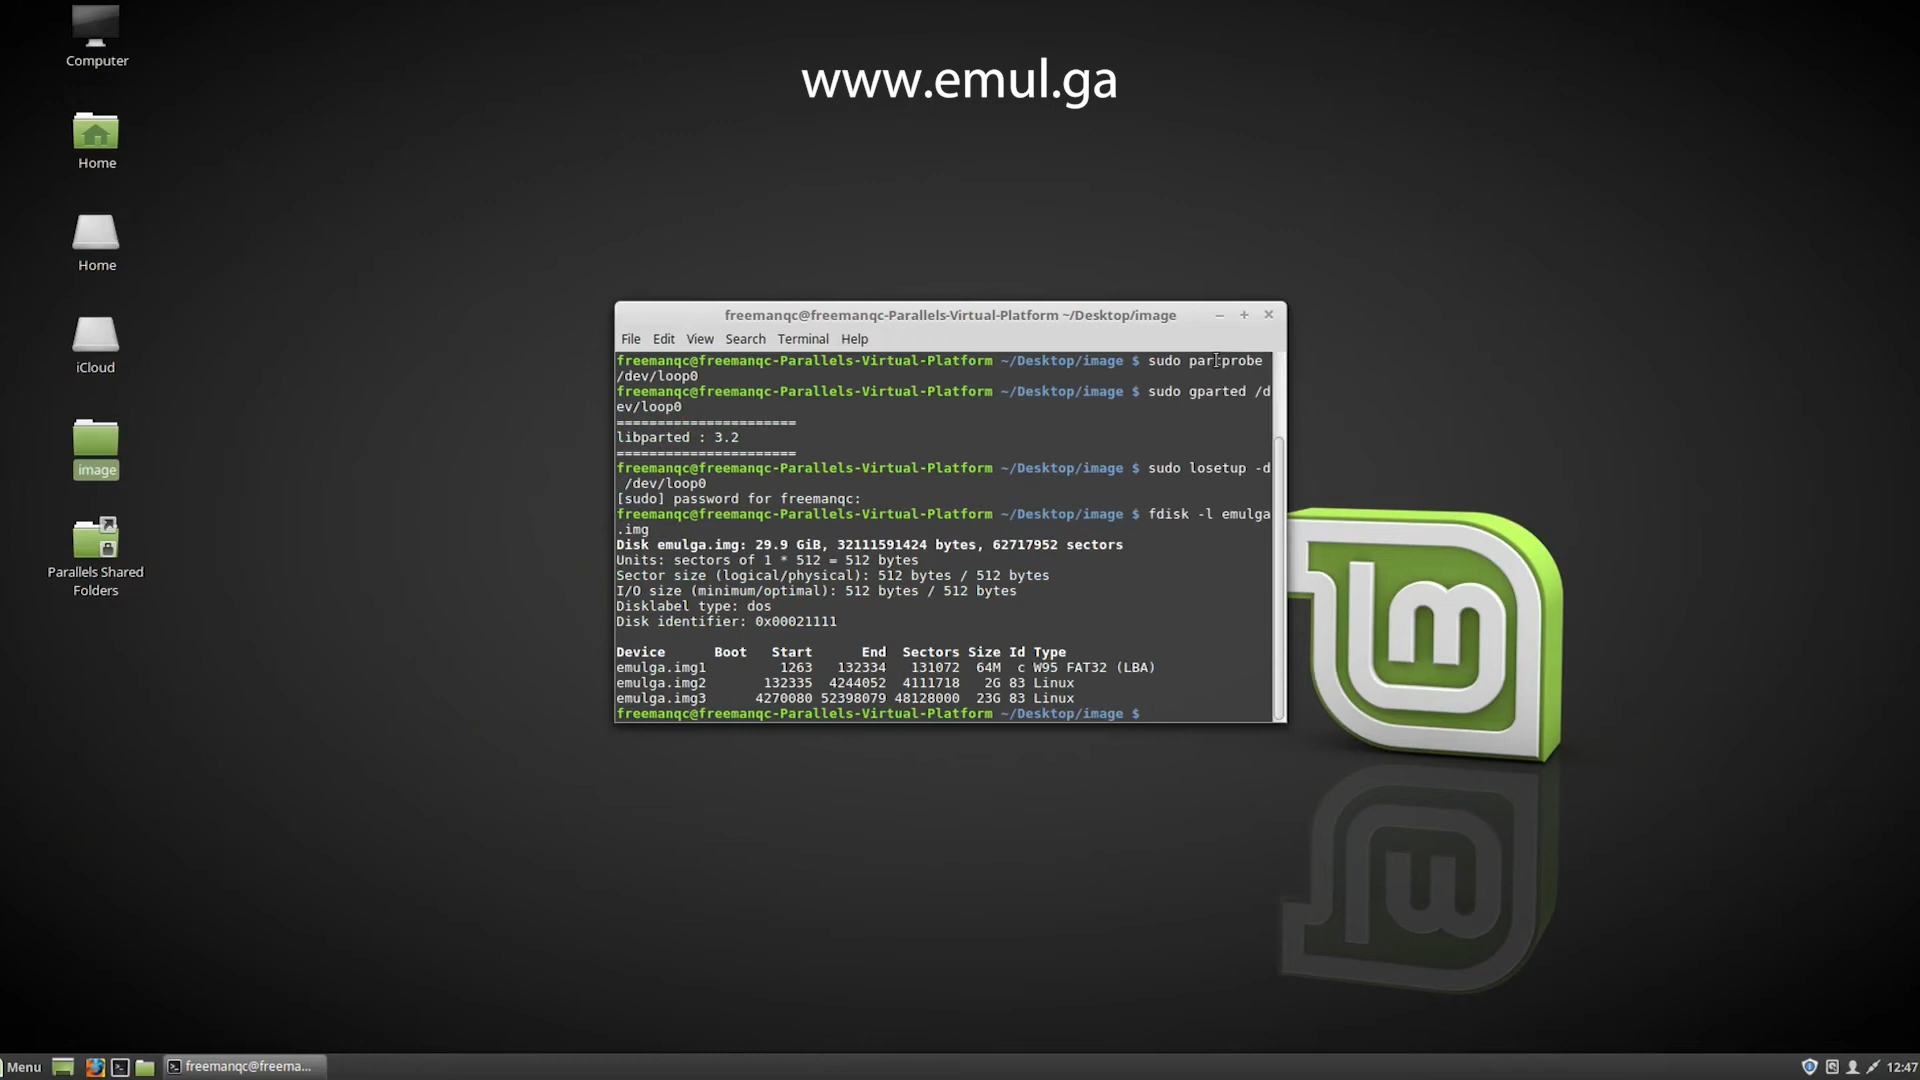 Computer
www.emul.ga
Home
Home
iCloud
image
Parallels Shared
Folders
freemanqc@freemanqc-Parallels-Virtual-Platform ~/Desktop/image
File Edit View Search Terminal Help
freemanqc@freemanqc-Parallels-Virtual-Platform ~/Desktop/image $ sudo partprobe
/dev/loop0
freemanqc@freemanqc-Parallels-Virtual-Platform ~/Desktop/image $ sudo gparted /d
ev/loop0
======================
libparted : 3.2
======================
freemanqc@freemanqc-Parallels-Virtual-Platform ~/Desktop/image $ sudo losetup -d
/dev/loop0
[sudo] password for freemanqc:
freemanqc@freemanqc-Parallels-Virtual-Platform ~/Desktop/image $ fdisk -l emulga
.img
Disk emulga.img: 29.9 GiB, 32111591424 bytes, 62717952 sectors
Units: sectors of 1 * 512 = 512 bytes
Sector size (logical/physical): 512 bytes / 512 bytes
I/O size (minimum/optimal): 512 bytes / 512 bytes
Disklabel type: dos
Disk identifier: 0x00021111
Device Boot Start End Sectors Size Id Type
emulga.img1 1263 132334 131072 64M c W95 FAT32 (LBA)
emulga.img2 132335 4244052 4111718 2G 83 Linux
emulga.img3 4270080 52398079 48128000 23G 83 Linux
freemanqc@freemanqc-Parallels-Virtual-Platform ~/Desktop/image $
Menu
freemanqc@freema...
12:47